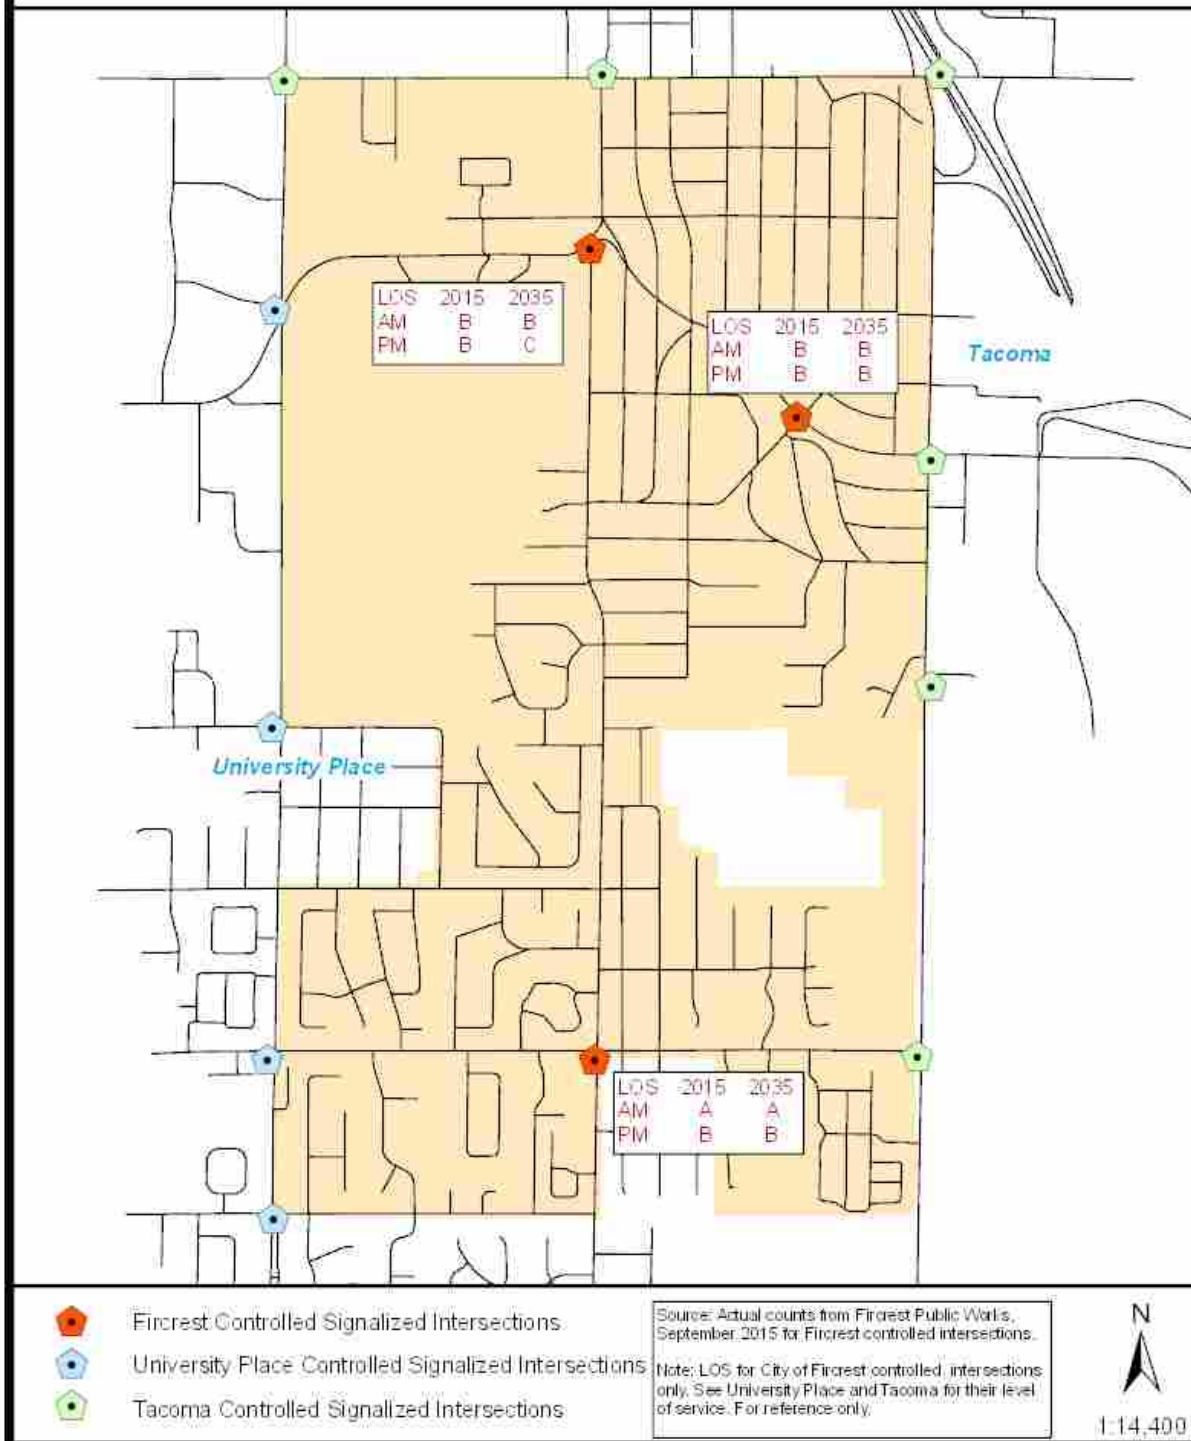 LOS 2015 2035
AM B B
PM B C
LOS 2015 2035
AM B B
PM B B
Tacoma
University Place
LOS 2015 2035
AM A A
PM B B
Fircrest Controlled Signalized Intersections
University Place Controlled Signalized Intersections
Tacoma Controlled Signalized Intersections
Source: Actual counts from Fircrest Public Works,
September 2015 for Fircrest controlled intersections.
Note: LOS for City of Fircrest controlled intersections
only. See University Place and Tacoma for their level
of service. For reference only.
N
1:14,400